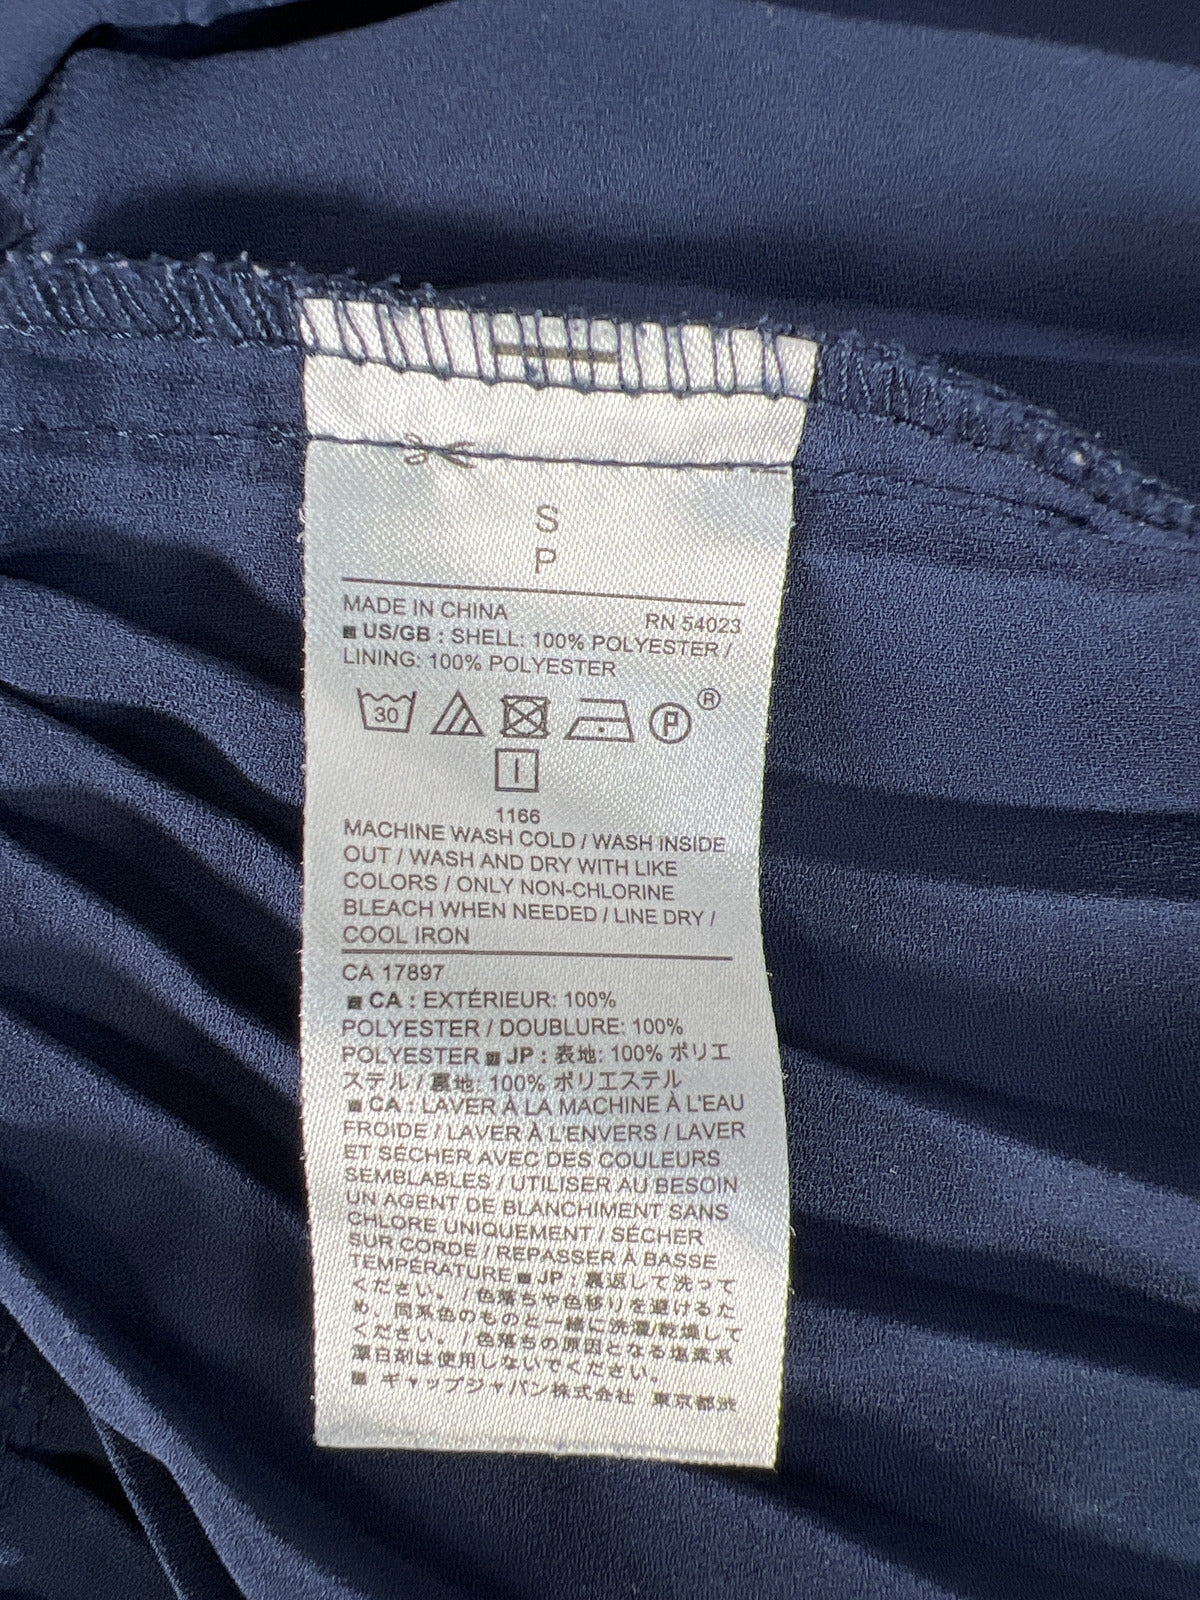 S
P
MADE IN CHINA RN 54023
US/GB : SHELL: 100% POLYESTER /
LINING: 100% POLYESTER
30 P ®
1166
MACHINE WASH COLD / WASH INSIDE
OUT / WASH AND DRY WITH LIKE
COLORS / ONLY NON-CHLORINE
BLEACH WHEN NEEDED / LINE DRY /
COOL IRON
CA 17897
CA : EXTÉRIEUR: 100%
POLYESTER / DOUBLURE: 100%
POLYESTER JP : 表地: 100% ポリエ
ステル / 裏地: 100% ポリエステル
CA : LAVER À LA MACHINE À L'EAU
FROIDE / LAVER À L'ENVERS / LAVER
ET SÉCHER AVEC DES COULEURS
SEMBLABLES / UTILISER AU BESOIN
UN AGENT DE BLANCHIMENT SANS
CHLORE UNIQUEMENT / SÉCHER
SUR CORDE / REPASSER À BASSE
TEMPÉRATURE JP : 裏返して洗って
ください。 / 色落ちや色移りを避けるた
め、同系色のものと一緒に洗濯/乾燥して
ください。 / 色落ちの原因となる塩素系
漂白剤は使用しないでください。
ギャップジャパン株式会社 東京都渋